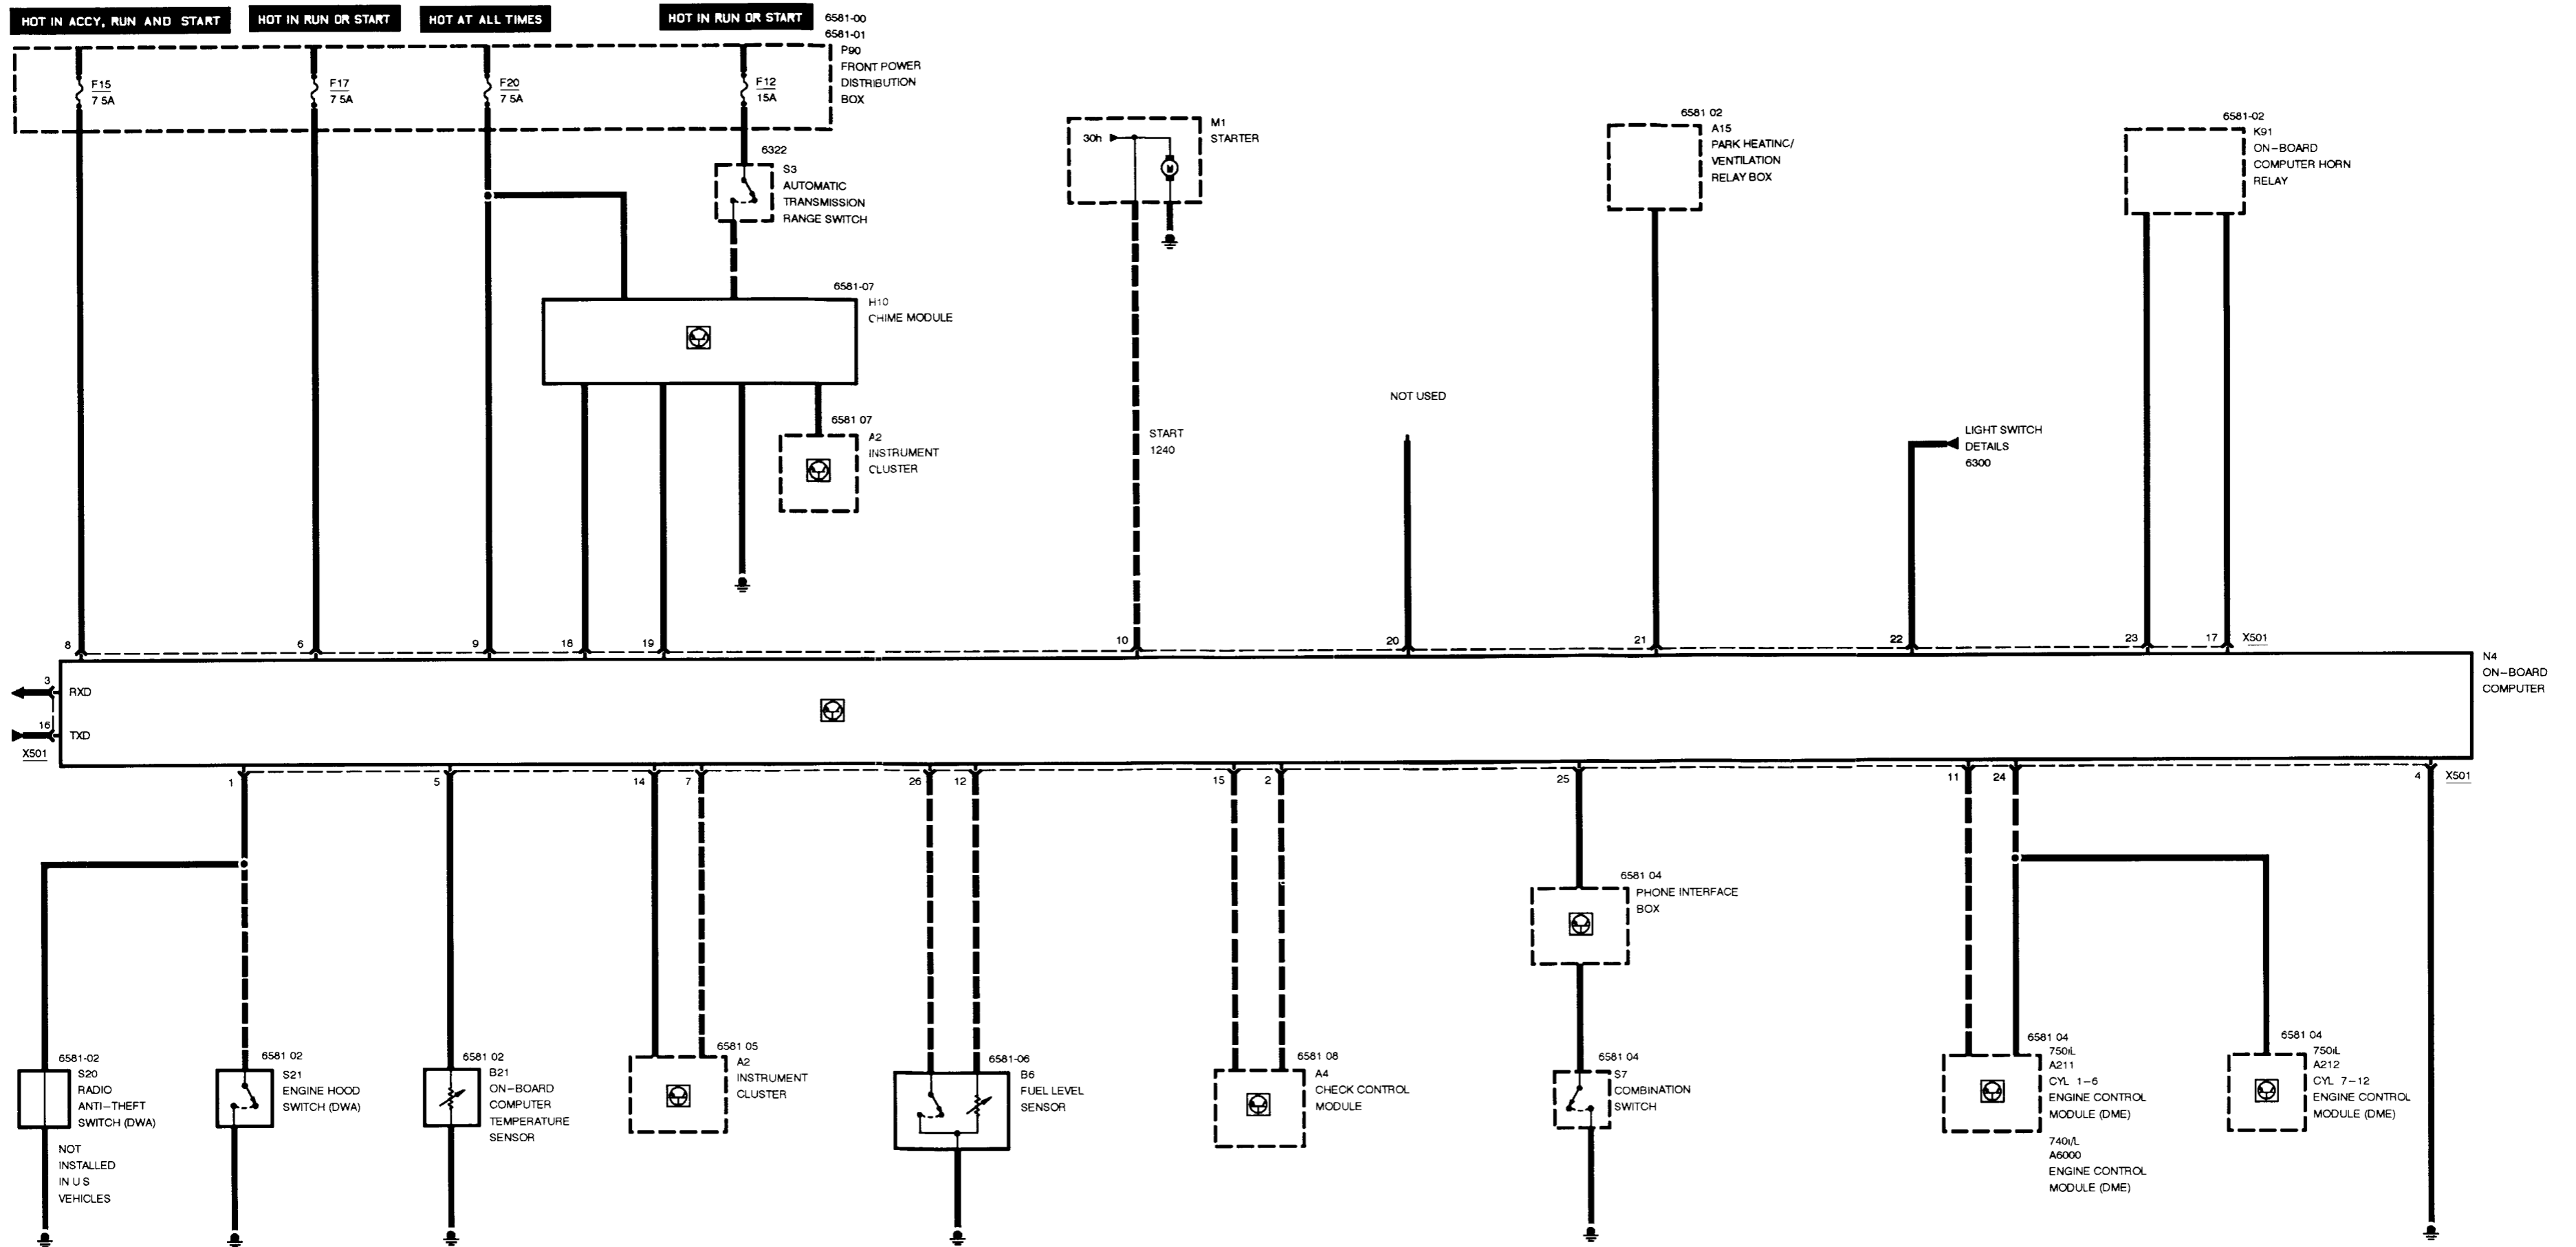 HOT IN ACCY, RUN AND START
HOT IN RUN OR START
HOT AT ALL TIMES
HOT IN RUN OR START
6581-00
6581-01
P90
FRONT POWER
DISTRIBUTION
BOX
F15
7 5A
F17
7 5A
F20
7 5A
F12
15A
6322
S3
AUTOMATIC
TRANSMISSION
RANGE SWITCH
30h
M
M1
STARTER
6581 02
A15
PARK HEATINC/
VENTILATION
RELAY BOX
6581-02
K91
ON-BOARD
COMPUTER HORN
RELAY
6581-07
H10
CHIME MODULE
6581 07
A2
INSTRUMENT
CLUSTER
START
1240
NOT USED
LIGHT SWITCH
DETAILS
6300
8
6
9
18
19
10
20
21
22
23
17
X501
3
RXD
16
TXD
X501
N4
ON-BOARD
COMPUTER
1
5
14
7
26
12
15
2
25
11
24
4
X501
6581 04
PHONE INTERFACE
BOX
6581-02
S20
RADIO
ANTI-THEFT
SWITCH (DWA)
NOT
INSTALLED
IN U S
VEHICLES
6581 02
S21
ENGINE HOOD
SWITCH (DWA)
6581 02
B21
ON-BOARD
COMPUTER
TEMPERATURE
SENSOR
6581 05
A2
INSTRUMENT
CLUSTER
6581-06
B6
FUEL LEVEL
SENSOR
6581 08
A4
CHECK CONTROL
MODULE
6581 04
S7
COMBINATION
SWITCH
6581 04
750iL
A211
CYL 1-6
ENGINE CONTROL
MODULE (DME)
740i/L
A6000
ENGINE CONTROL
MODULE (DME)
6581 04
750iL
A212
CYL 7-12
ENGINE CONTROL
MODULE (DME)